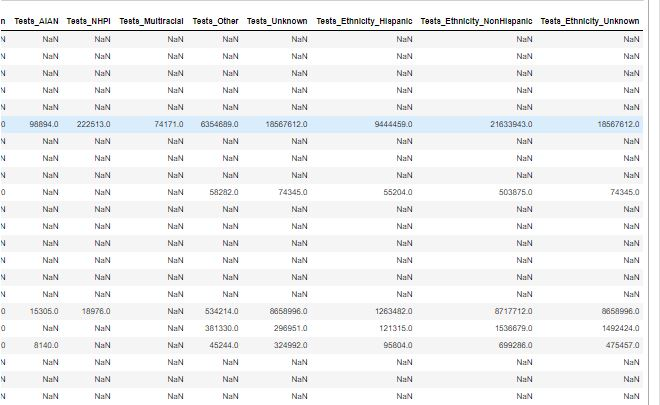 n Tests_AIAN Tests_NHPI Tests_Multiracial Tests_Other Tests_Unknown Tests_Ethnicity_Hispanic Tests_Ethnicity_NonHispanic Tests_Ethnicity_Unknown
N NaN NaN NaN NaN NaN NaN NaN NaN
N NaN NaN NaN NaN NaN NaN NaN NaN
N NaN NaN NaN NaN NaN NaN NaN NaN
N NaN NaN NaN NaN NaN NaN NaN NaN
N NaN NaN NaN NaN NaN NaN NaN NaN
0 98894.0 222513.0 74171.0 6354689.0 18567612.0 9444459.0 21633943.0 18567612.0
N NaN NaN NaN NaN NaN NaN NaN NaN
N NaN NaN NaN NaN NaN NaN NaN NaN
N NaN NaN NaN NaN NaN NaN NaN NaN
0 NaN NaN NaN 58282.0 74345.0 55204.0 503875.0 74345.0
N NaN NaN NaN NaN NaN NaN NaN NaN
N NaN NaN NaN NaN NaN NaN NaN NaN
N NaN NaN NaN NaN NaN NaN NaN NaN
N NaN NaN NaN NaN NaN NaN NaN NaN
N NaN NaN NaN NaN NaN NaN NaN NaN
N NaN NaN NaN NaN NaN NaN NaN NaN
0 15305.0 18976.0 NaN 534214.0 8658996.0 1263482.0 8717712.0 8658996.0
0 NaN NaN NaN 381330.0 296951.0 121315.0 1536679.0 1492424.0
0 8140.0 NaN NaN 45244.0 324992.0 95804.0 699286.0 475457.0
N NaN NaN NaN NaN NaN NaN NaN NaN
N NaN NaN NaN NaN NaN NaN NaN NaN
N NaN NaN NaN NaN NaN NaN NaN NaN